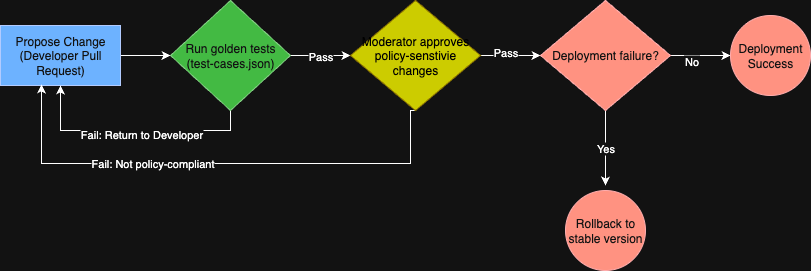 Propose Change
(Developer Pull
Request)
Run golden tests
(test-cases.json)
Pass
Moderator approves
policy-senstivie
changes
Pass
Deployment failure?
No
Deployment
Success
Fail: Return to Developer
Fail: Not policy-compliant
Yes
Rollback to
stable version